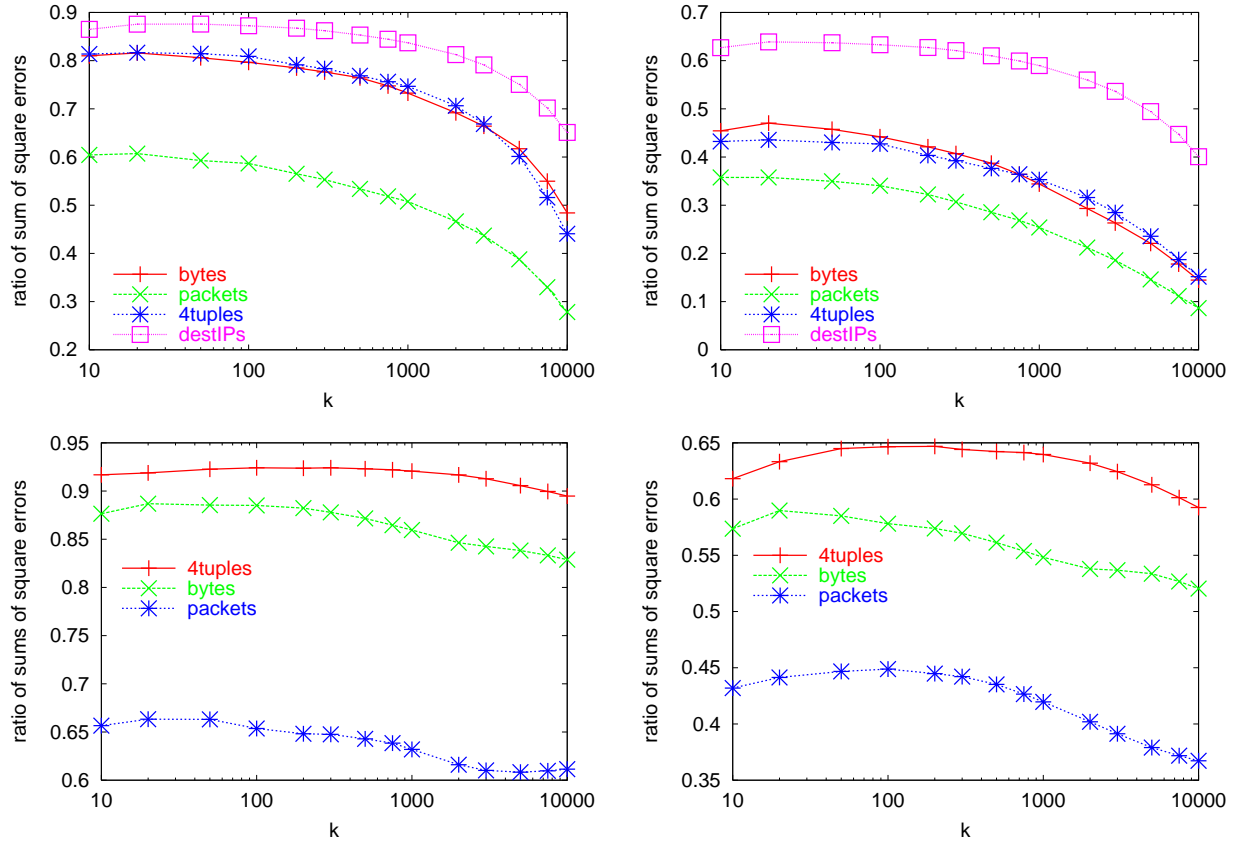 0.9
0.8
0.7
0.6
0.5
0.4
0.3
0.2
10
100
1000
10000
ratio of sum of square errors
k
bytes
packets
4tuples
destIPs
0.7
0.6
0.5
0.4
0.3
0.2
0.1
0
10
100
1000
10000
ratio of sum of square errors
k
bytes
packets
4tuples
destIPs
0.95
0.9
0.85
0.8
0.75
0.7
0.65
0.6
10
100
1000
10000
ratio of sums of square errors
k
4tuples
bytes
packets
0.65
0.6
0.55
0.5
0.45
0.4
0.35
10
100
1000
10000
ratio of sums of square errors
k
4tuples
bytes
packets